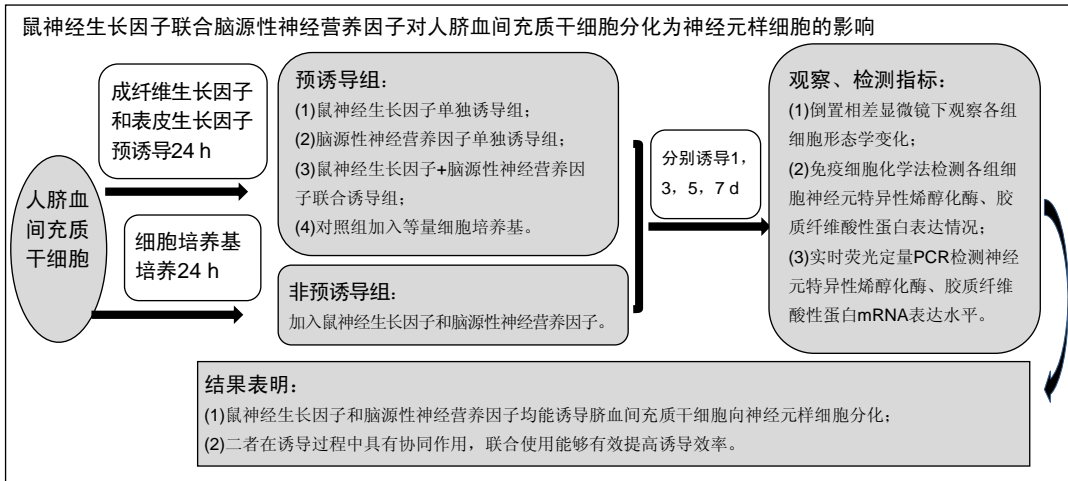 鼠神经生长因子联合脑源性神经营养因子对人脐血间充质干细胞分化为神经元样细胞的影响
人脐血
间充质
干细胞
成纤维生长因子
和表皮生长因子
预诱导24 h
细胞培养基
培养24 h
预诱导组：
(1)鼠神经生长因子单独诱导组；
(2)脑源性神经营养因子单独诱导组；
(3)鼠神经生长因子+脑源性神经营养因
子联合诱导组；
(4)对照组加入等量细胞培养基。
非预诱导组：
加入鼠神经生长因子和脑源性神经营养因子。
分别诱导1，
3，5，7 d
观察、检测指标：
(1)倒置相差显微镜下观察各组
细胞形态学变化；
(2)免疫细胞化学法检测各组细
胞神经元特异性烯醇化酶、胶
质纤维酸性蛋白表达情况；
(3)实时荧光定量PCR检测神经
元特异性烯醇化酶、胶质纤维
酸性蛋白mRNA表达水平。
结果表明：
(1)鼠神经生长因子和脑源性神经营养因子均能诱导脐血间充质干细胞向神经元样细胞分化；
(2)二者在诱导过程中具有协同作用，联合使用能够有效提高诱导效率。